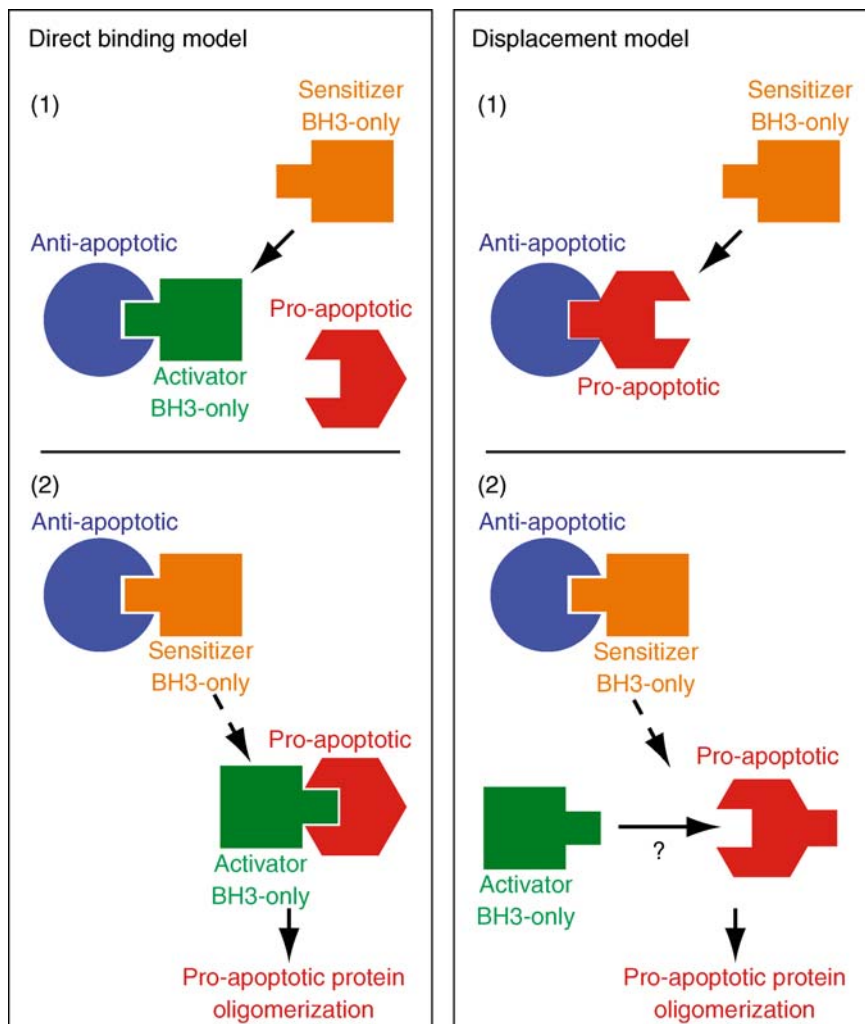 Direct binding model
(1)
Sensitizer
BH3-only
Anti-apoptotic
Pro-apoptotic
Activator
BH3-only
(2)
Anti-apoptotic
Sensitizer
BH3-only
Pro-apoptotic
Activator
BH3-only
Pro-apoptotic protein
oligomerization
Displacement model
(1)
Sensitizer
BH3-only
Anti-apoptotic
Pro-apoptotic
(2)
Anti-apoptotic
Sensitizer
BH3-only
Pro-apoptotic
?
Activator
BH3-only
Pro-apoptotic protein
oligomerization